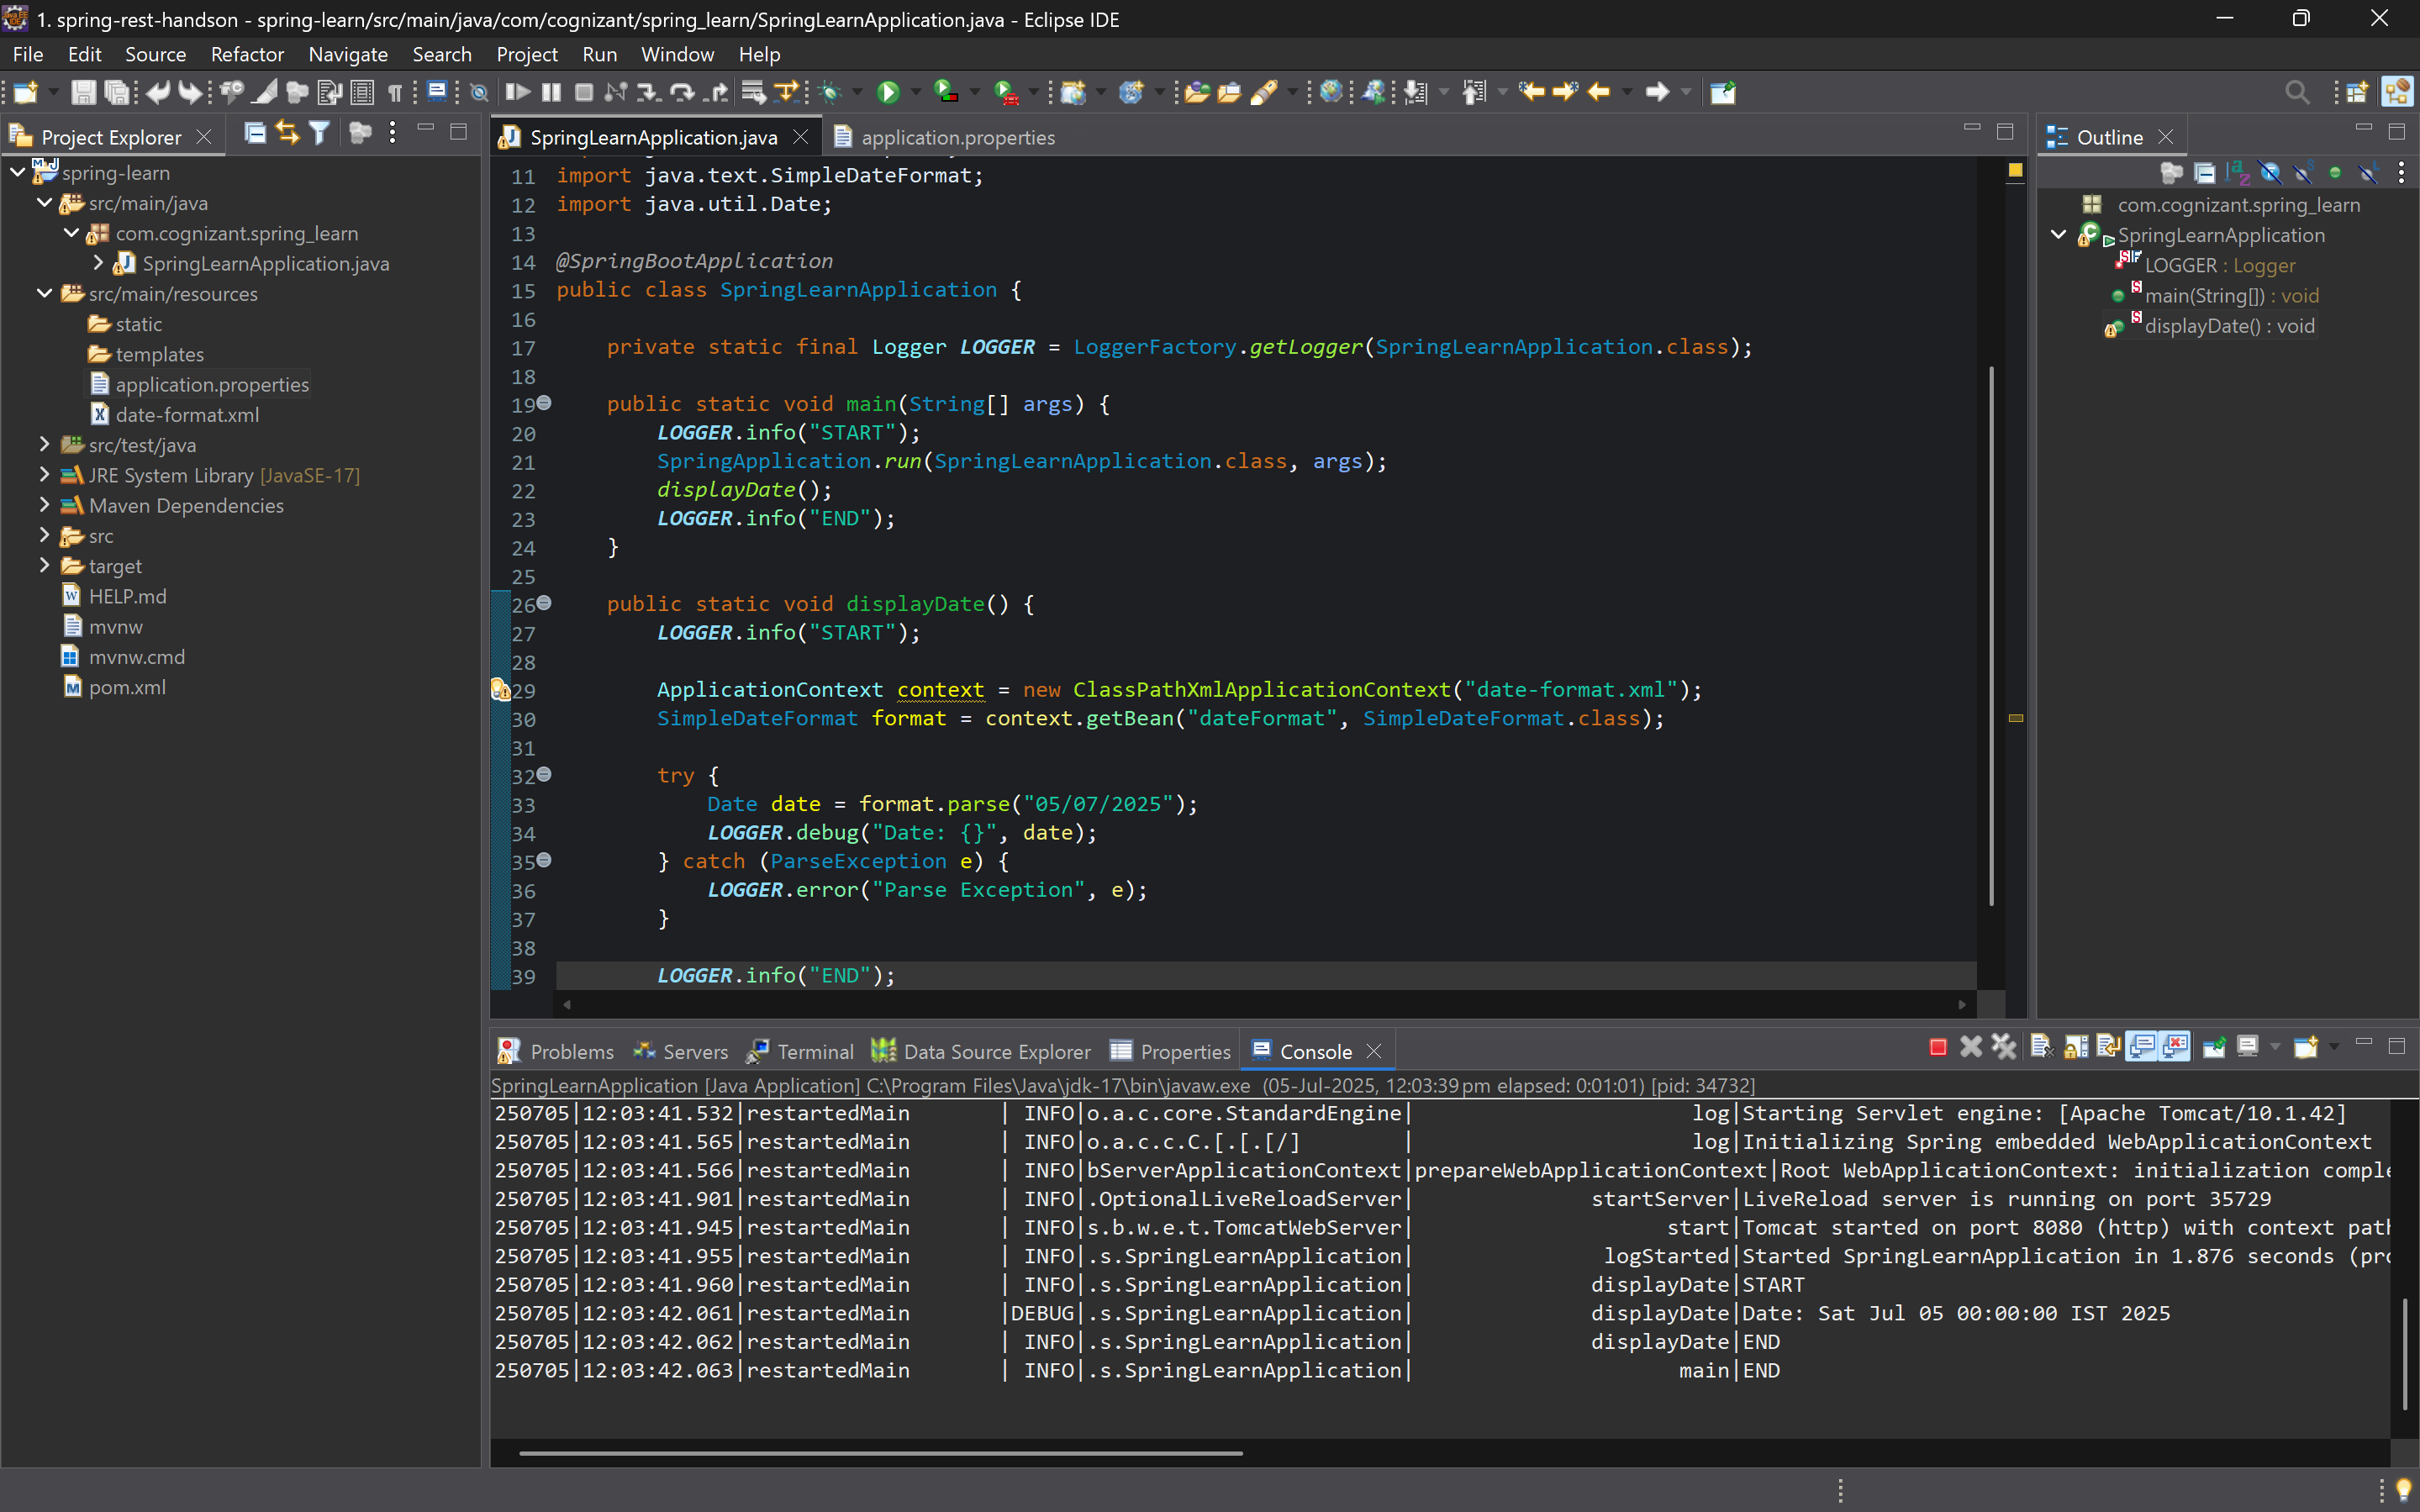 1. spring-rest-handson - spring-learn/src/main/java/com/cognizant/spring_learn/SpringLearnApplication.java - Eclipse IDE
File Edit Source Refactor Navigate Search Project Run Window Help
Project Explorer
spring-learn
src/main/java
com.cognizant.spring_learn
SpringLearnApplication.java
src/main/resources
static
templates
application.properties
date-format.xml
src/test/java
JRE System Library [JavaSE-17]
Maven Dependencies
src
target
HELP.md
mvnw
mvnw.cmd
pom.xml
SpringLearnApplication.java application.properties
11 import java.text.SimpleDateFormat;
12 import java.util.Date;
13
14 @SpringBootApplication
15 public class SpringLearnApplication {
16
17 private static final Logger LOGGER = LoggerFactory.getLogger(SpringLearnApplication.class);
18
19 public static void main(String[] args) {
20 LOGGER.info("START");
21 SpringApplication.run(SpringLearnApplication.class, args);
22 displayDate();
23 LOGGER.info("END");
24 }
25
26 public static void displayDate() {
27 LOGGER.info("START");
28
29 ApplicationContext context = new ClassPathXmlApplicationContext("date-format.xml");
30 SimpleDateFormat format = context.getBean("dateFormat", SimpleDateFormat.class);
31
32 try {
33 Date date = format.parse("05/07/2025");
34 LOGGER.debug("Date: {}", date);
35 } catch (ParseException e) {
36 LOGGER.error("Parse Exception", e);
37 }
38
39 LOGGER.info("END");
Outline
com.cognizant.spring_learn
SpringLearnApplication
LOGGER : Logger
main(String[]) : void
displayDate() : void
Problems Servers Terminal Data Source Explorer Properties Console
SpringLearnApplication [Java Application] C:\Program Files\Java\jdk-17\bin\javaw.exe (05-Jul-2025, 12:03:39 pm elapsed: 0:01:01) [pid: 34732]
250705|12:03:41.532|restartedMain | INFO|o.a.c.core.StandardEngine| log|Starting Servlet engine: [Apache Tomcat/10.1.42]
250705|12:03:41.565|restartedMain | INFO|o.a.c.c.C.[.[.[/] | log|Initializing Spring embedded WebApplicationContext
250705|12:03:41.566|restartedMain | INFO|bServerApplicationContext|prepareWebApplicationContext|Root WebApplicationContext: initialization comple
250705|12:03:41.901|restartedMain | INFO|.OptionalLiveReloadServer| startServer|LiveReload server is running on port 35729
250705|12:03:41.945|restartedMain | INFO|s.b.w.e.t.TomcatWebServer| start|Tomcat started on port 8080 (http) with context path
250705|12:03:41.955|restartedMain | INFO|.s.SpringLearnApplication| logStarted|Started SpringLearnApplication in 1.876 seconds (pro
250705|12:03:41.960|restartedMain | INFO|.s.SpringLearnApplication| displayDate|START
250705|12:03:42.061|restartedMain |DEBUG|.s.SpringLearnApplication| displayDate|Date: Sat Jul 05 00:00:00 IST 2025
250705|12:03:42.062|restartedMain | INFO|.s.SpringLearnApplication| displayDate|END
250705|12:03:42.063|restartedMain | INFO|.s.SpringLearnApplication| main|END